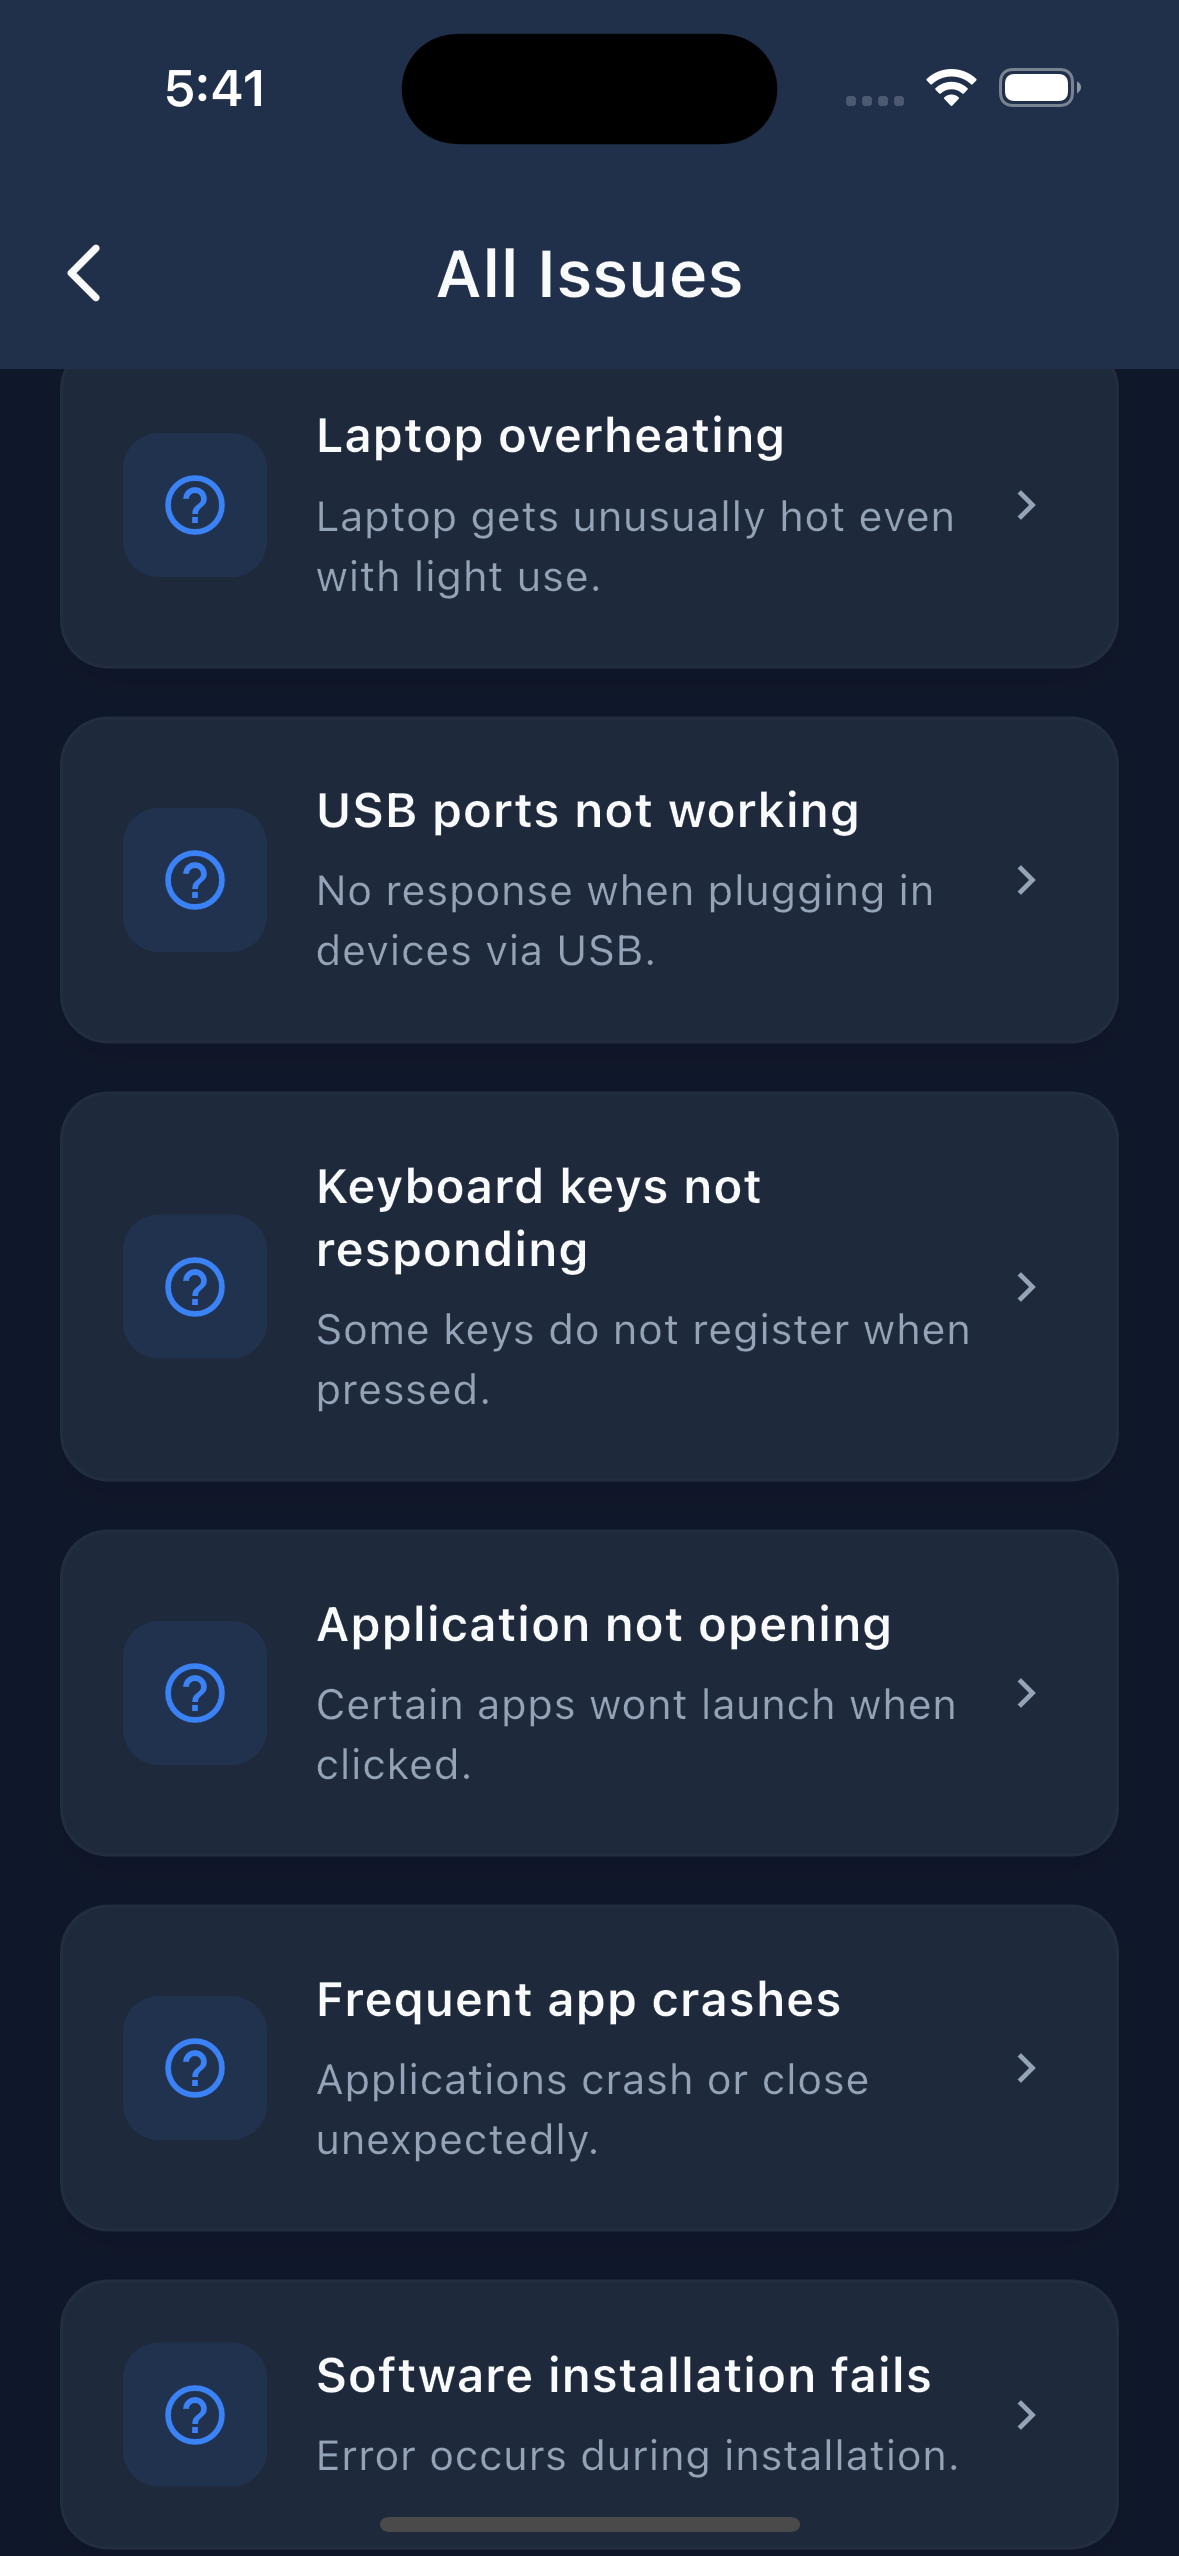 5:41
All Issues
Laptop overheating
Laptop gets unusually hot even
with light use.
USB ports not working
No response when plugging in
devices via USB.
Keyboard keys not
responding
Some keys do not register when
pressed.
Application not opening
Certain apps wont launch when
clicked.
Frequent app crashes
Applications crash or close
unexpectedly.
Software installation fails
Error occurs during installation.